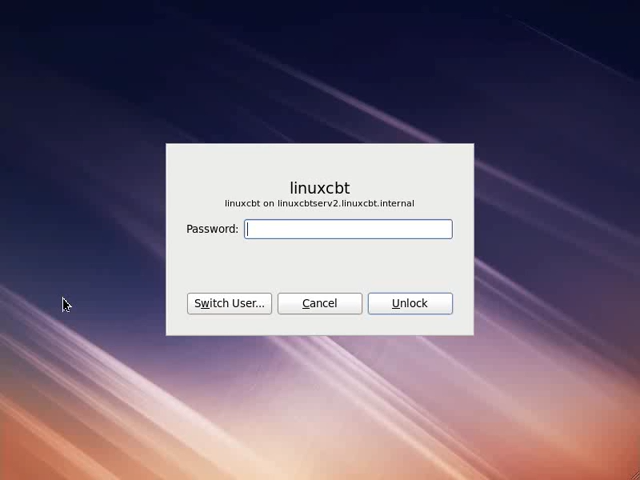 linuxcbt
linuxcbt on linuxcbtserv2.linuxcbt.internal
Password:
Switch User... Cancel Unlock